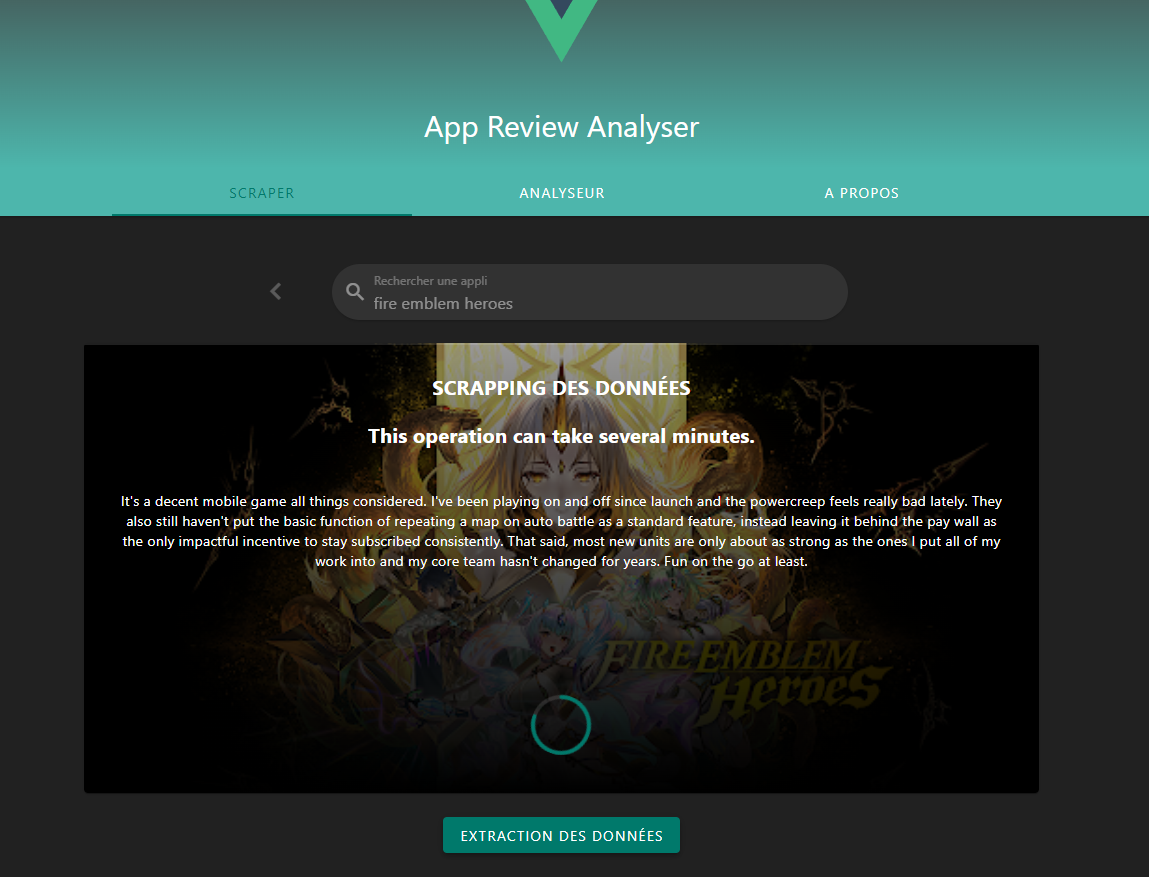 App Review Analyser
SCRAPER
ANALYSEUR
A PROPOS
Rechercher une appli
fire emblem heroes
SCRAPPING DES DONNÉES
This operation can take several minutes.
It's a decent mobile game all things considered. I've been playing on and off since launch and the powercreep feels really bad lately. They
also still haven't put the basic function of repeating a map on auto battle as a standard feature, instead leaving it behind the pay wall as
the only impactful incentive to stay subscribed consistently. That said, most new units are only about as strong as the ones I put all of my
work into and my core team hasn't changed for years. Fun on the go at least.
FIRE EMBLEM
HEROES
EXTRACTION DES DONNÉES